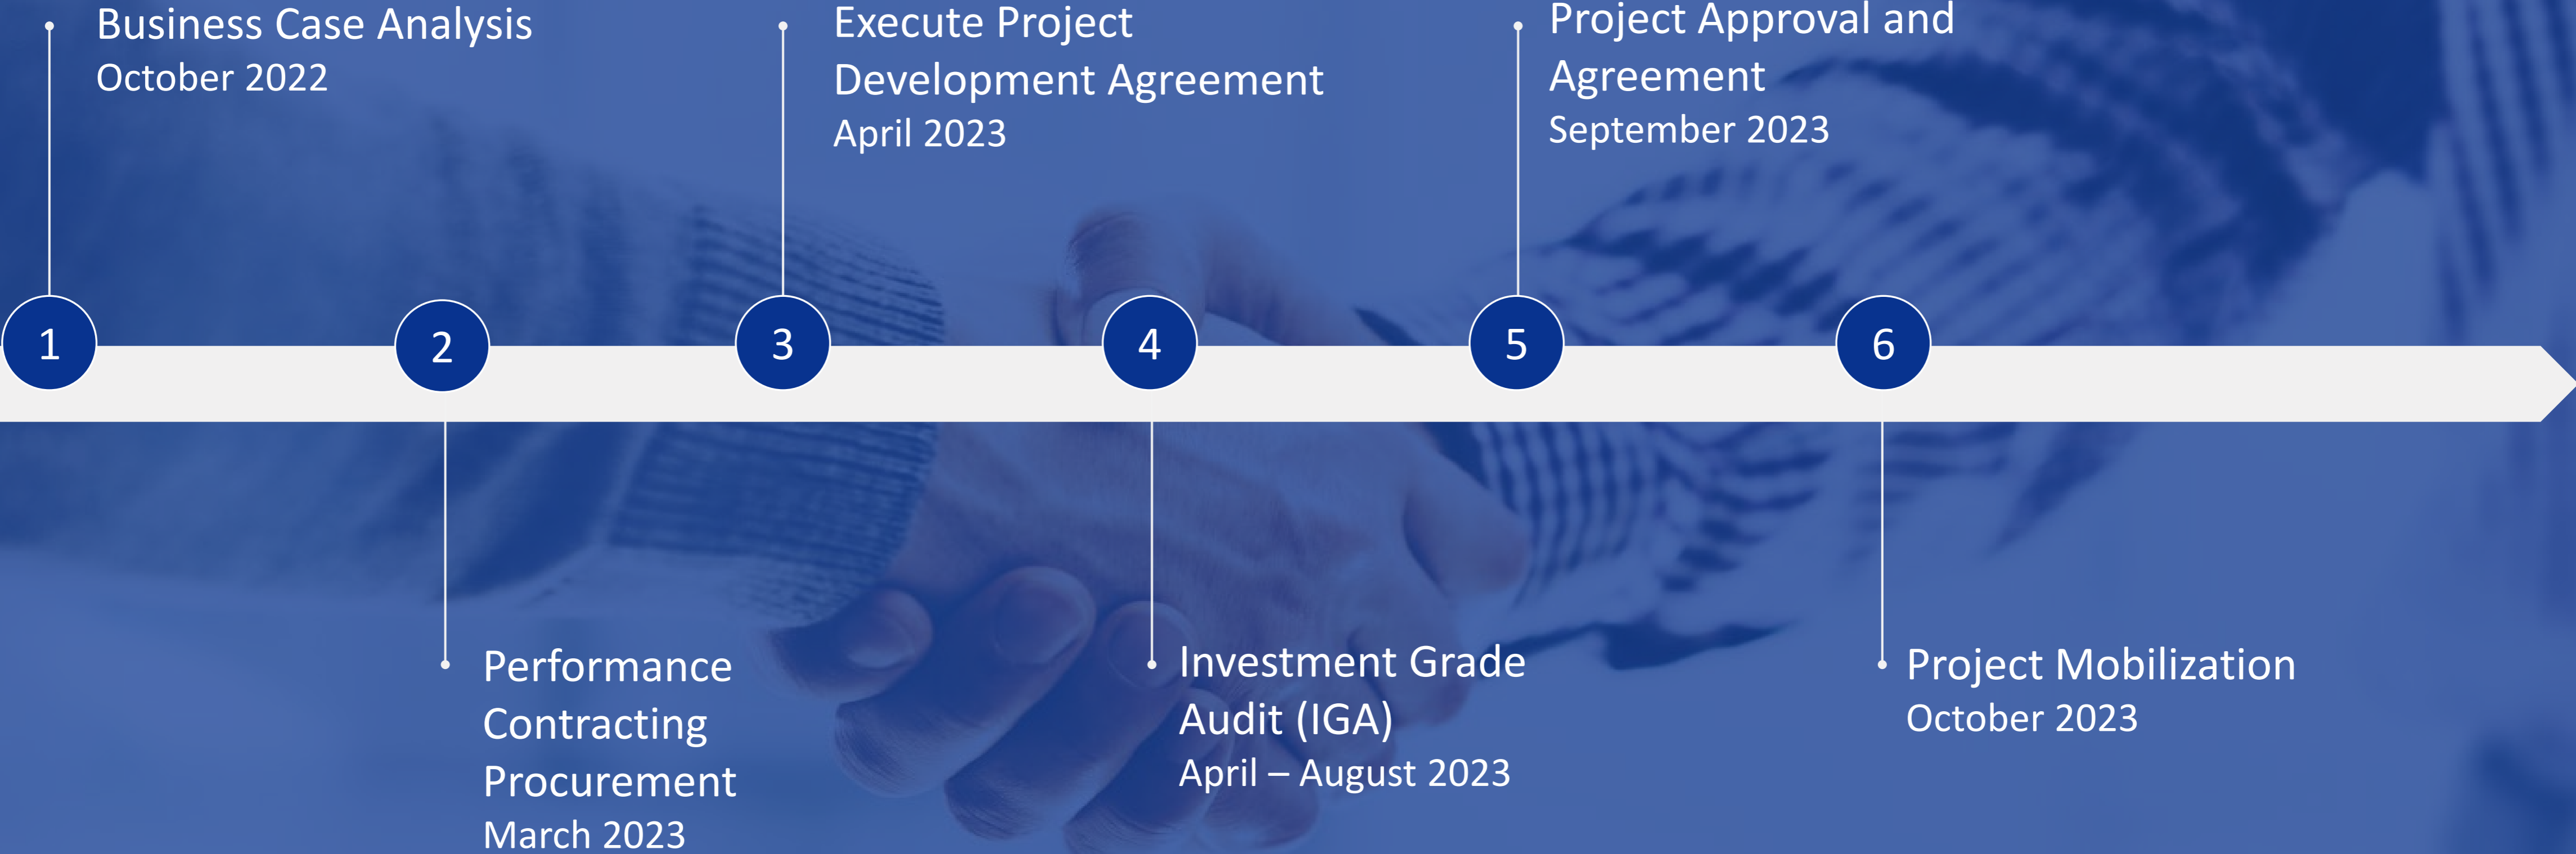 Business Case Analysis
October 2022
Execute Project
Development Agreement
April 2023
Project Approval and
Agreement
September 2023
1
2
3
4
5
6
Performance
Contracting
Procurement
March 2023
Investment Grade
Audit (IGA)
April – August 2023
Project Mobilization
October 2023